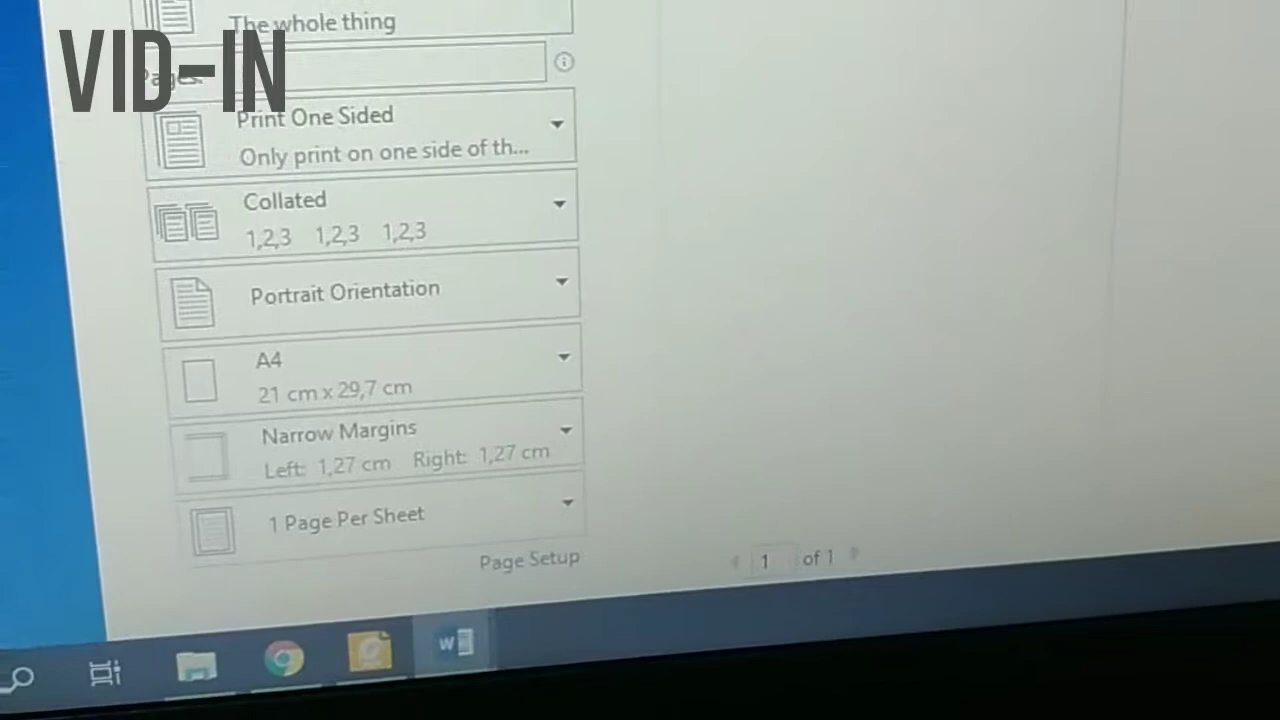 The whole thing
VID-IN
Pages:
Print One Sided
Only print on one side of th...
Collated
1,2,3 1,2,3 1,2,3
Portrait Orientation
A4
21 cm x 29,7 cm
Narrow Margins
Left: 1,27 cm Right: 1,27 cm
1 Page Per Sheet
Page Setup
1 of 1
W